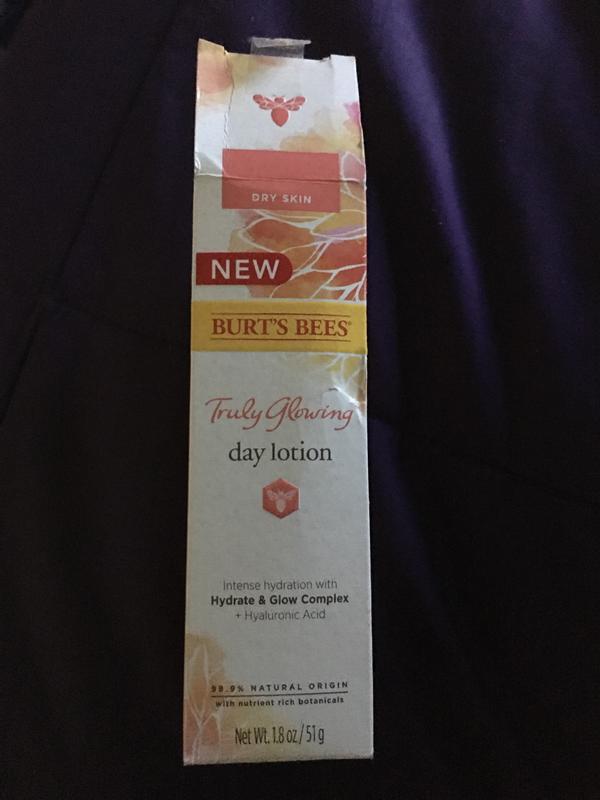 DRY SKIN
NEW
BURT'S BEES®
Truly Glowing
day lotion
Intense hydration with
Hydrate & Glow Complex
+ Hyaluronic Acid
99.9% NATURAL ORIGIN
with nutrient rich botanicals
Net Wt. 1.8 oz / 51 g